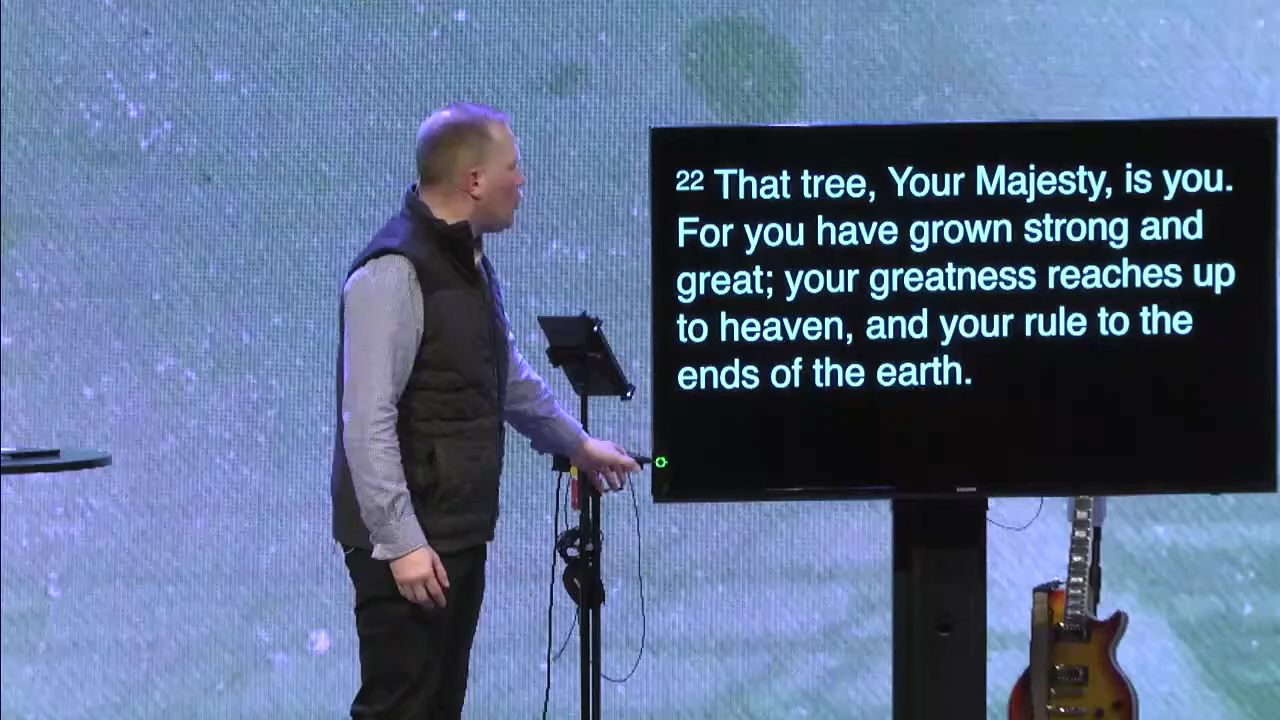 22 That tree, Your Majesty, is you.
For you have grown strong and
great; your greatness reaches up
to heaven, and your rule to the
ends of the earth.